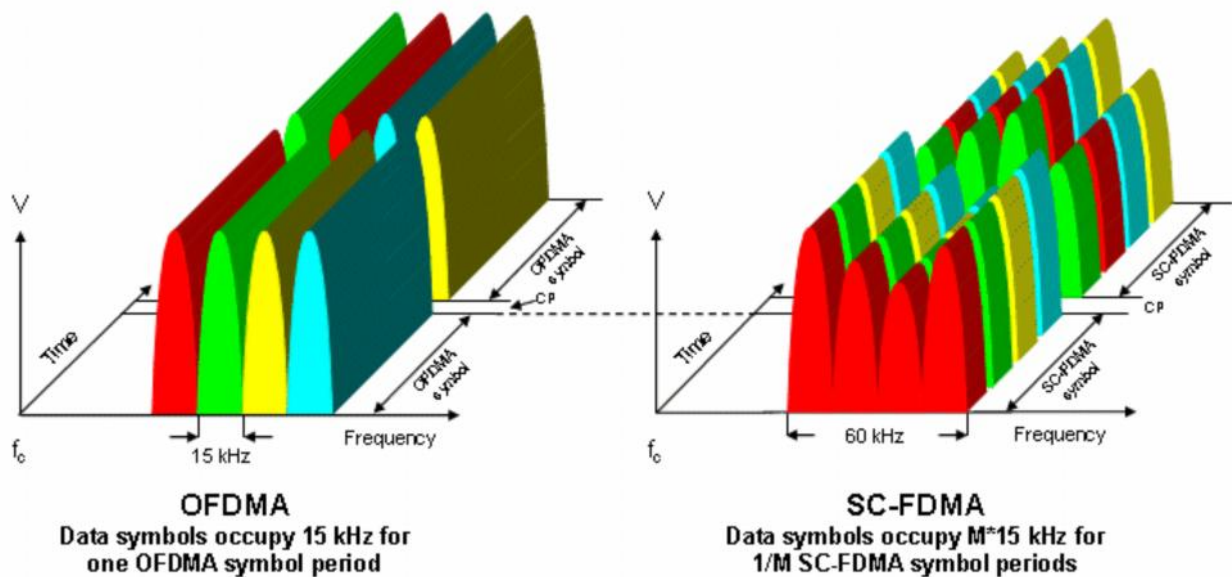 V
Time
OFDMA
symbol
CP
OFDMA
symbol
f_c
15 kHz
Frequency
OFDMA
Data symbols occupy 15 kHz for
one OFDMA symbol period
V
Time
SC-FDMA
symbol
CP
SC-FDMA
symbol
f_c
60 kHz
Frequency
SC-FDMA
Data symbols occupy M*15 kHz for
1/M SC-FDMA symbol periods